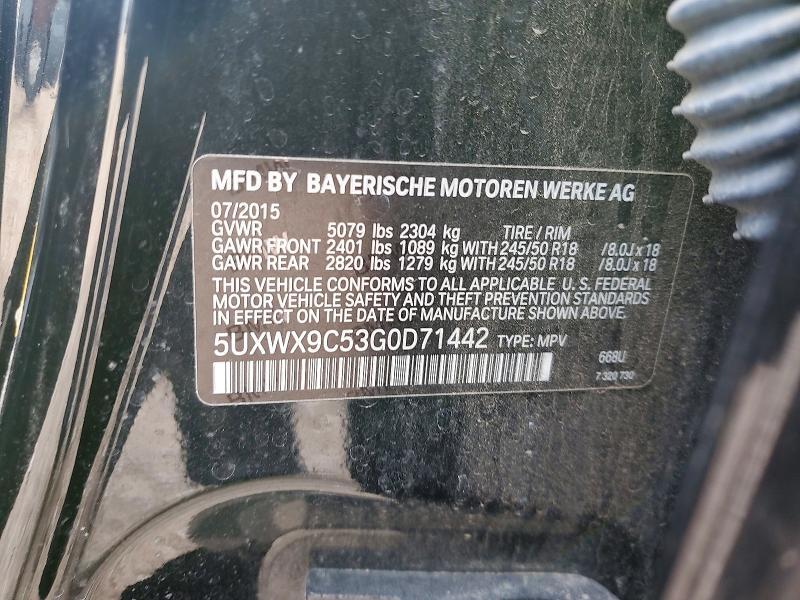 MFD BY BAYERISCHE MOTOREN WERKE AG
07/2015
GVWR 5079 lbs 2304 kg TIRE / RIM
GAWR FRONT 2401 lbs 1089 kg WITH 245/50 R18 /8.0J x 18
GAWR REAR 2820 lbs 1279 kg WITH 245/50 R18 /8.0J x 18
THIS VEHICLE CONFORMS TO ALL APPLICABLE U. S. FEDERAL
MOTOR VEHICLE SAFETY AND THEFT PREVENTION STANDARDS
IN EFFECT ON THE DATE OF MANUFACTURE SHOWN ABOVE.
5UXWX9C53G0D71442 TYPE: MPV
668U
7 320 730